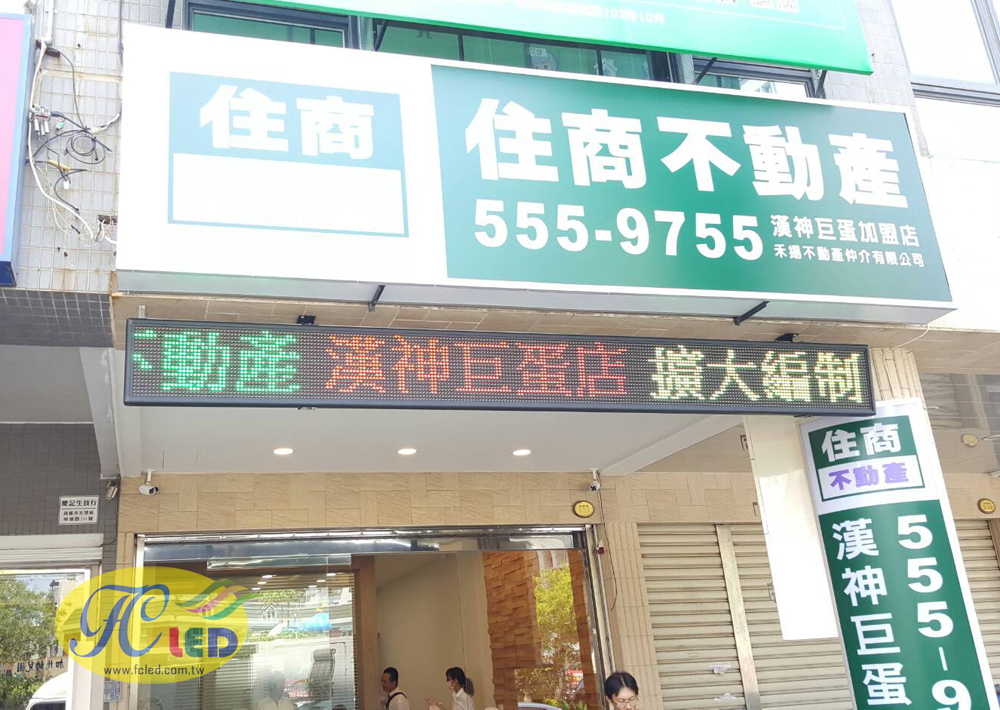 住商
住商不動產
555-9755
漢神巨蛋加盟店
禾揚不動產仲介有限公司
不動產 漢神巨蛋店 擴大編制
住商
不動產
555-9
漢神巨蛋
FC LED
www.fcled.com.tw